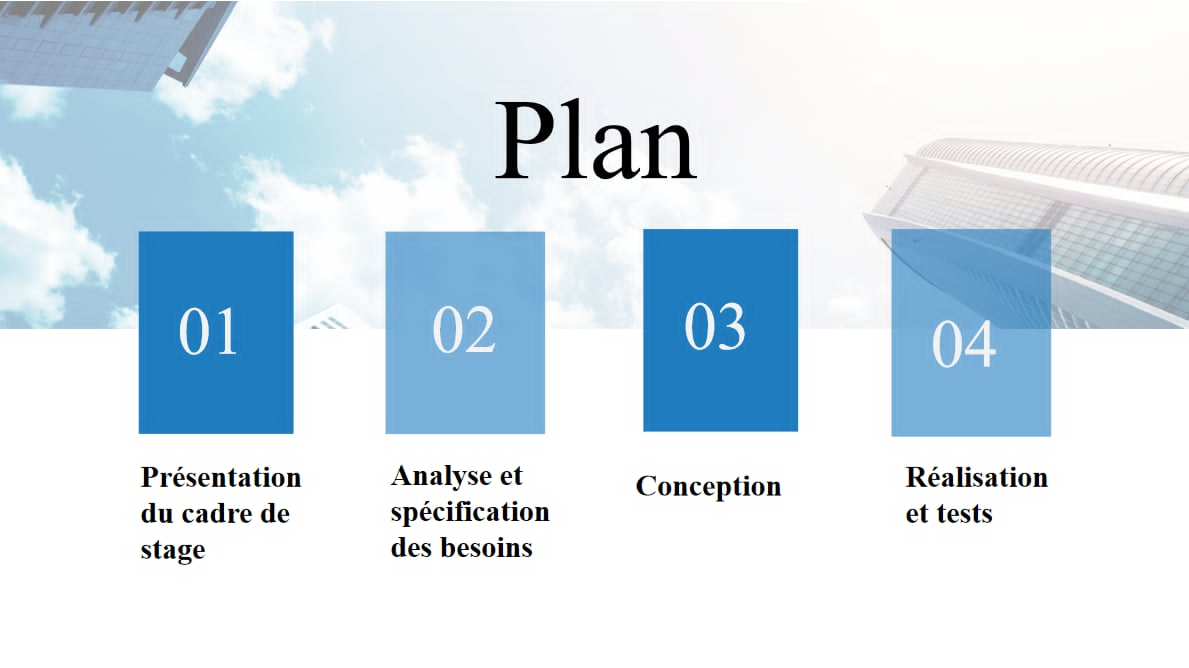 Plan
01
02
03
04
Présentation
du cadre de
stage
Analyse et
spécification
des besoins
Conception
Réalisation
et tests